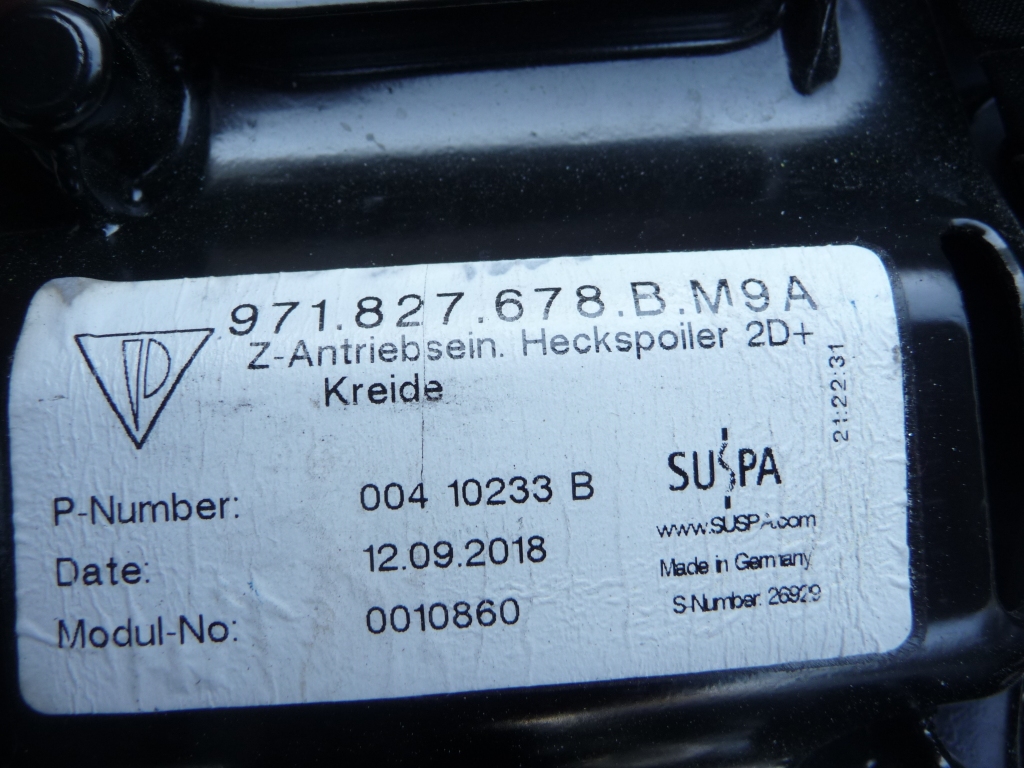 971.827.678.B.M9A
Z-Antriebsein. Heckspoiler 2D+
Kreide
21:22:31
P-Number: 004 10233 B
Date: 12.09.2018
Modul-No: 0010860
SUSPA
www.SUSPA.com
Made in Germany
S-Number: 26929